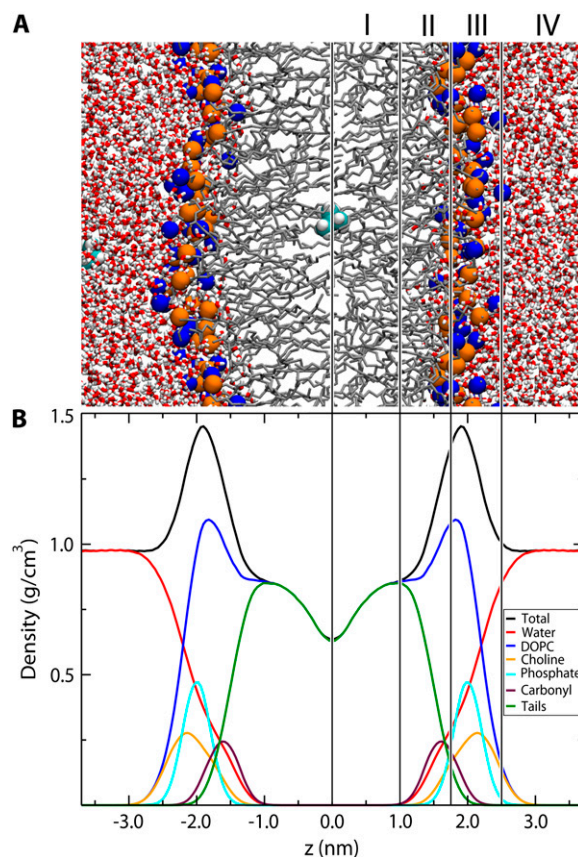 A
I II III IV
B
1.5
1.0
0.5
Density (g/cm³)
Total
Water
DOPC
Choline
Phosphate
Carbonyl
Tails
-3.0 -2.0 -1.0 0.0 1.0 2.0 3.0
z (nm)